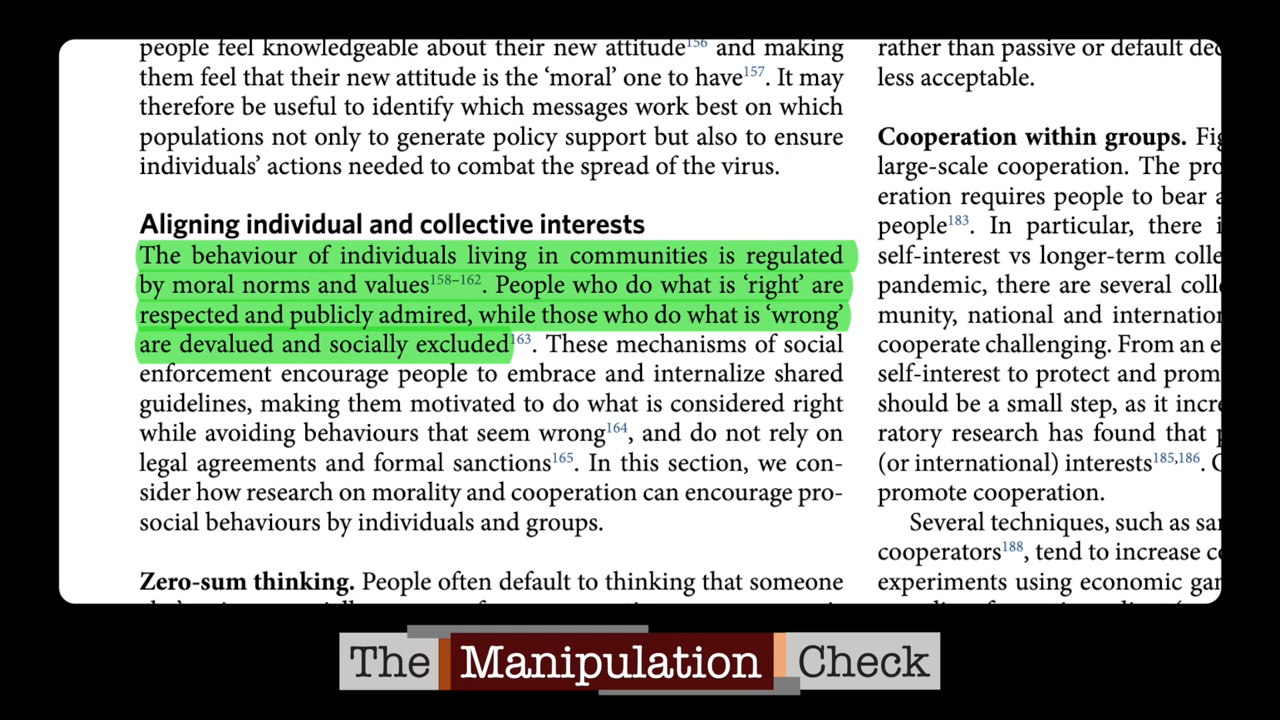 people feel knowledgeable about their new attitude156 and making
them feel that their new attitude is the ‘moral’ one to have157. It may
therefore be useful to identify which messages work best on which
populations not only to generate policy support but also to ensure
individuals’ actions needed to combat the spread of the virus.
Aligning individual and collective interests
The behaviour of individuals living in communities is regulated
by moral norms and values158–162. People who do what is ‘right’ are
respected and publicly admired, while those who do what is ‘wrong’
are devalued and socially excluded163. These mechanisms of social
enforcement encourage people to embrace and internalize shared
guidelines, making them motivated to do what is considered right
while avoiding behaviours that seem wrong164, and do not rely on
legal agreements and formal sanctions165. In this section, we con-
sider how research on morality and cooperation can encourage pro-
social behaviours by individuals and groups.
Zero-sum thinking. People often default to thinking that someone
rather than passive or default
less acceptable.
Cooperation within groups.
large-scale cooperation. The
eration requires people to bear
people183. In particular, there
self-interest vs longer-term
pandemic, there are several
munity, national and
cooperate challenging. From an
self-interest to protect and
should be a small step, as it
ratory research has found that
(or international) interests185,186.
promote cooperation.
Several techniques, such as
cooperators188, tend to increase
experiments using economic
The Manipulation Check